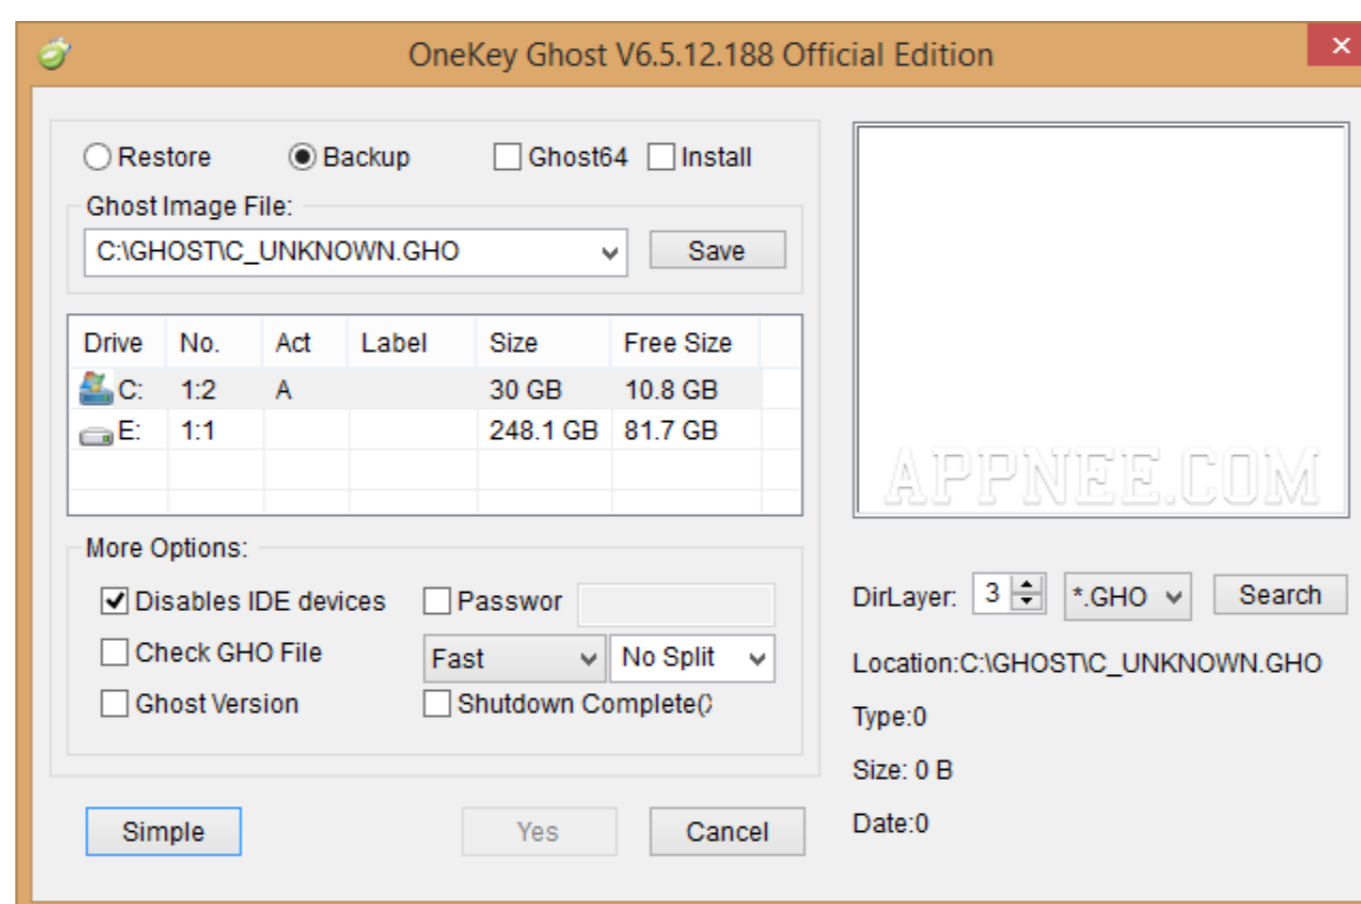 OneKey Ghost V6.5.12.188 Official Edition
Restore Backup Ghost64 Install
Ghost Image File:
C:\GHOST\C_UNKNOWN.GHO Save
Drive No. Act Label Size Free Size
C: 1:2 A 30 GB 10.8 GB
E: 1:1 248.1 GB 81.7 GB
More Options:
Disables IDE devices Passwor
Check GHO File Fast No Split
Ghost Version Shutdown Complete(
Simple Yes Cancel
APPNEE.COM
DirLayer: 3 *.GHO Search
Location:C:\GHOST\C_UNKNOWN.GHO
Type:0
Size: 0 B
Date:0